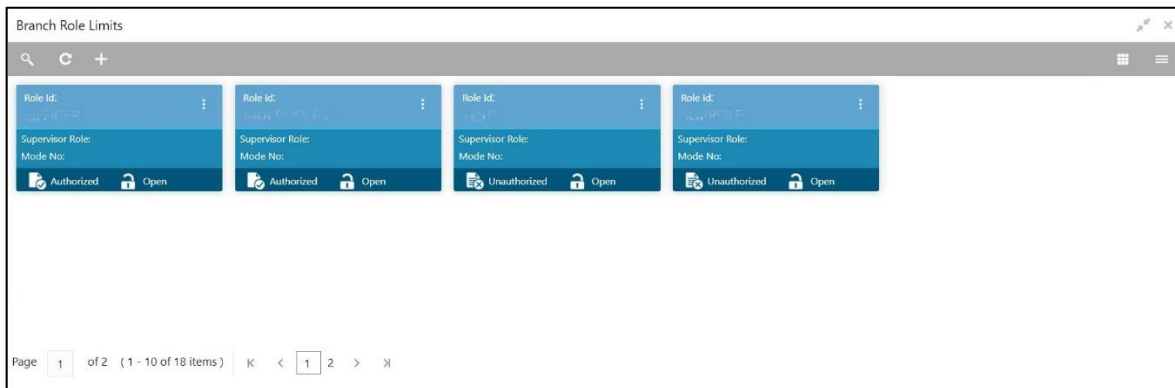 Branch Role Limits
Role Id:
Supervisor Role:
Mode No:
Authorized Open
Role Id:
MULTIROLES
Supervisor Role:
Mode No:
Authorized Open
Role Id:
TEST
Supervisor Role:
Mode No:
Unauthorized Open
Role Id:
Supervisor Role:
Mode No:
Unauthorized Open
Page 1 of 2 ( 1 - 10 of 18 items ) 1 2